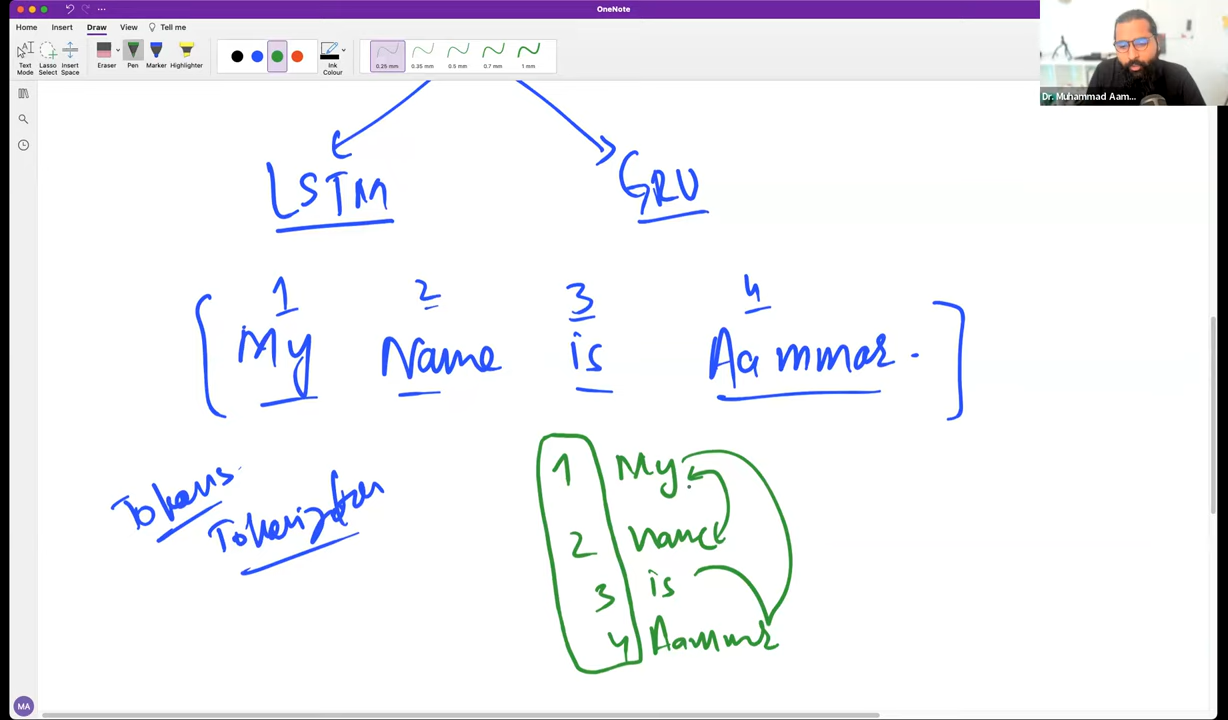 OneNote
Home Insert Draw View Tell me
Text Mode Lasso Select Insert Space Eraser Pen Marker Highlighter Ink Colour 0.25 mm 0.35 mm 0.5 mm 0.7 mm 1 mm
Dr. Muhammad Aam...
LSTM GRU
1 2 3 4
My Name is Aammar.
Tokens
Tokenization
1 My
2 name
3 is
4 Aammar
MA